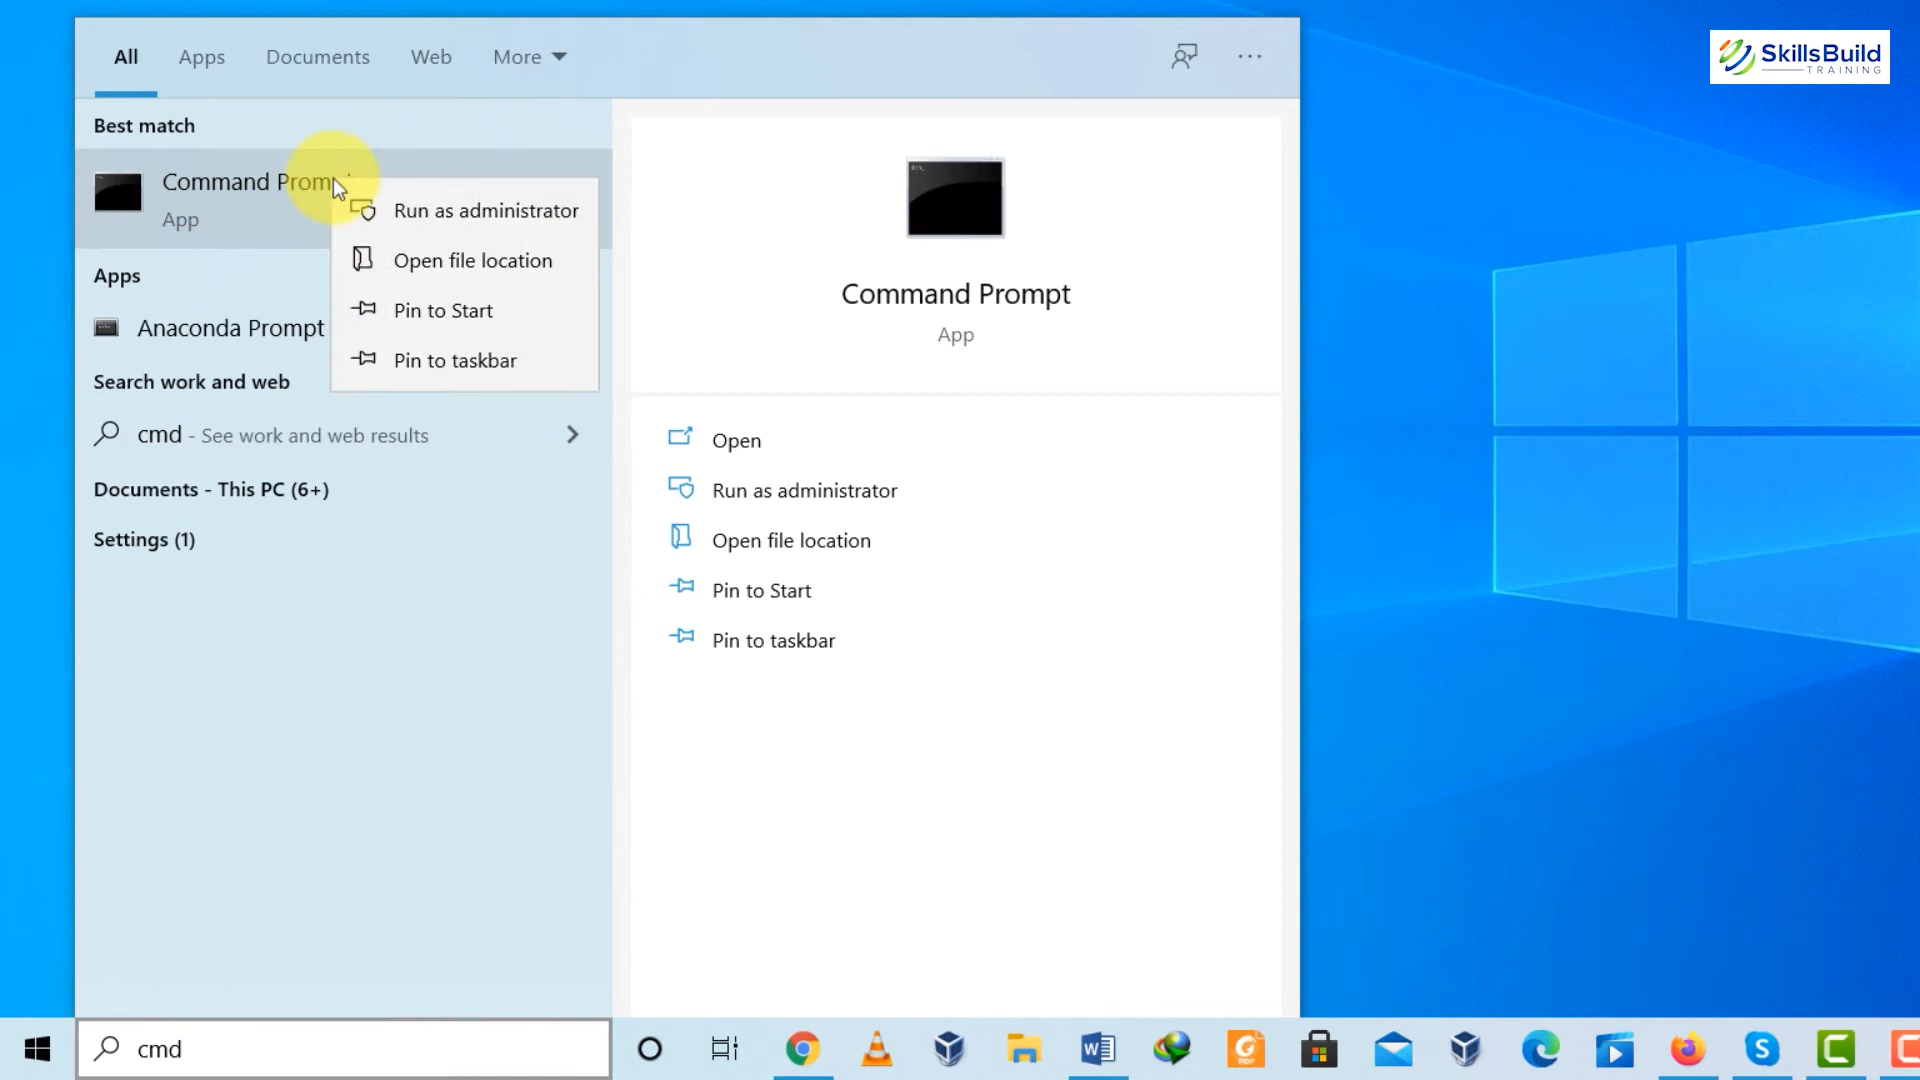 All Apps Documents Web More
SkillsBuild
TRAINING
Best match
Command Prom
App
Run as administrator
Open file location
Pin to Start
Pin to taskbar
Apps
Anaconda Prompt
Search work and web
cmd - See work and web results
Documents - This PC (6+)
Settings (1)
Command Prompt
App
Open
Run as administrator
Open file location
Pin to Start
Pin to taskbar
cmd